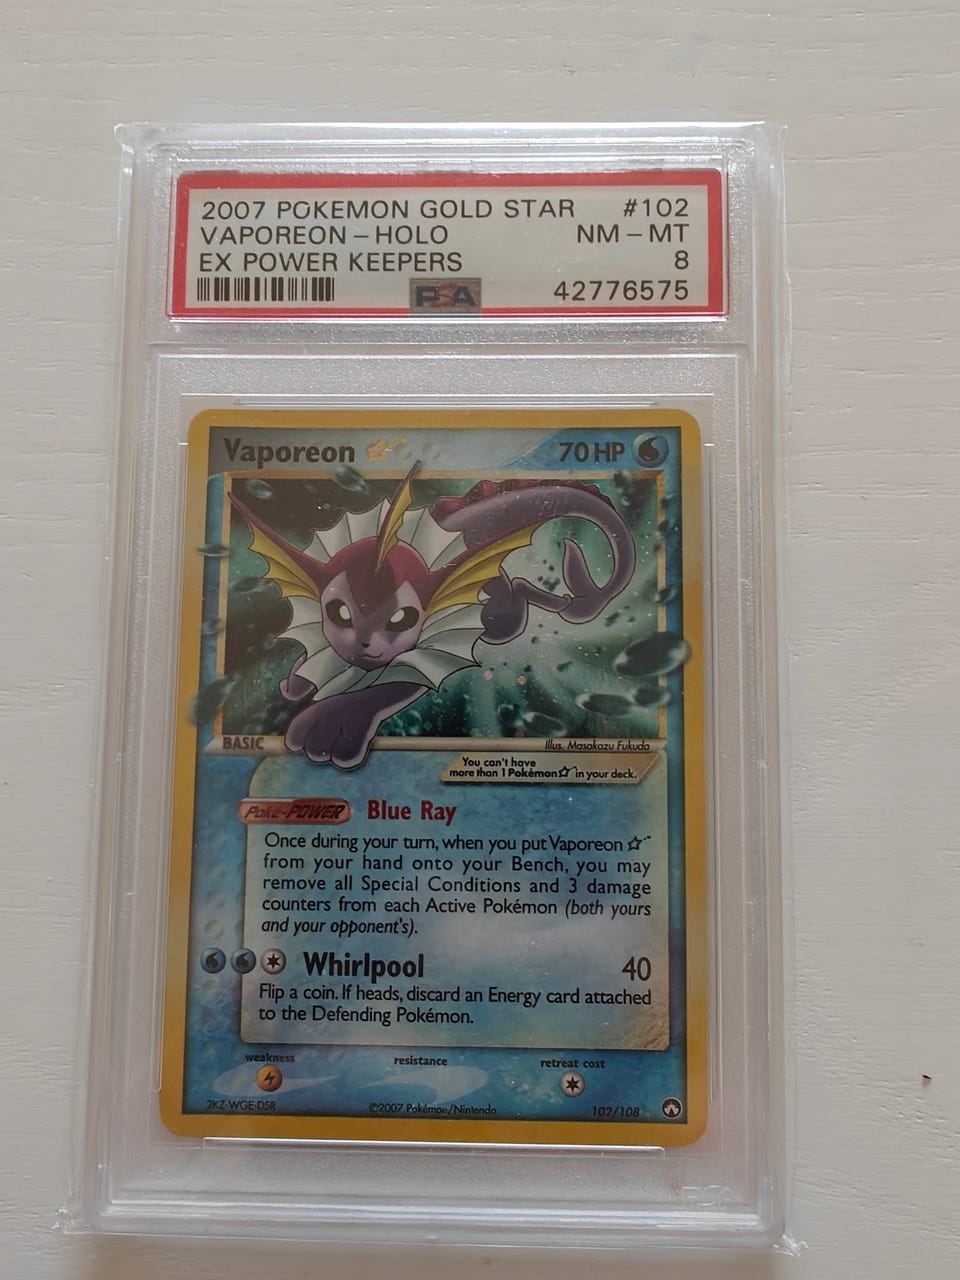 2007 POKEMON GOLD STAR #102
VAPOREON - HOLO NM - MT
EX POWER KEEPERS 8
PSA 42776575
Vaporeon 70 HP
BASIC Illus. Masakazu Fukuda
You can't have
more than 1 Pokémon☆ in your deck.
Poké-POWER Blue Ray
Once during your turn, when you put Vaporeon ☆
from your hand onto your Bench, you may
remove all Special Conditions and 3 damage
counters from each Active Pokémon (both yours
and your opponent's).
Whirlpool 40
Flip a coin. If heads, discard an Energy card attached
to the Defending Pokémon.
weakness resistance retreat cost
2KZ-WGE-DSR ©2007 Pokémon/Nintendo 102/108